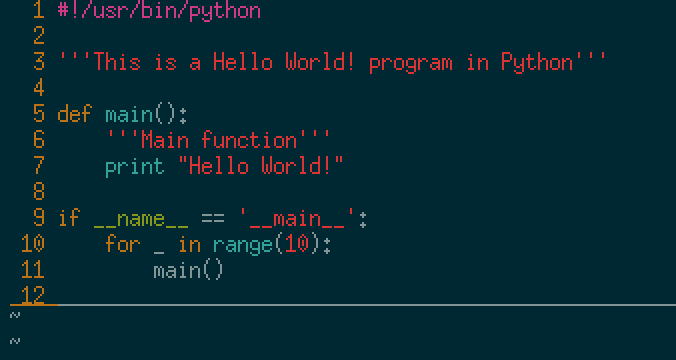 1 #!/usr/bin/python
2
3 '''This is a Hello World! program in Python'''
4
5 def main():
6     '''Main function'''
7     print "Hello World!"
8
9 if __name__ == '__main__':
10     for _ in range(10):
11         main()
12
~
~